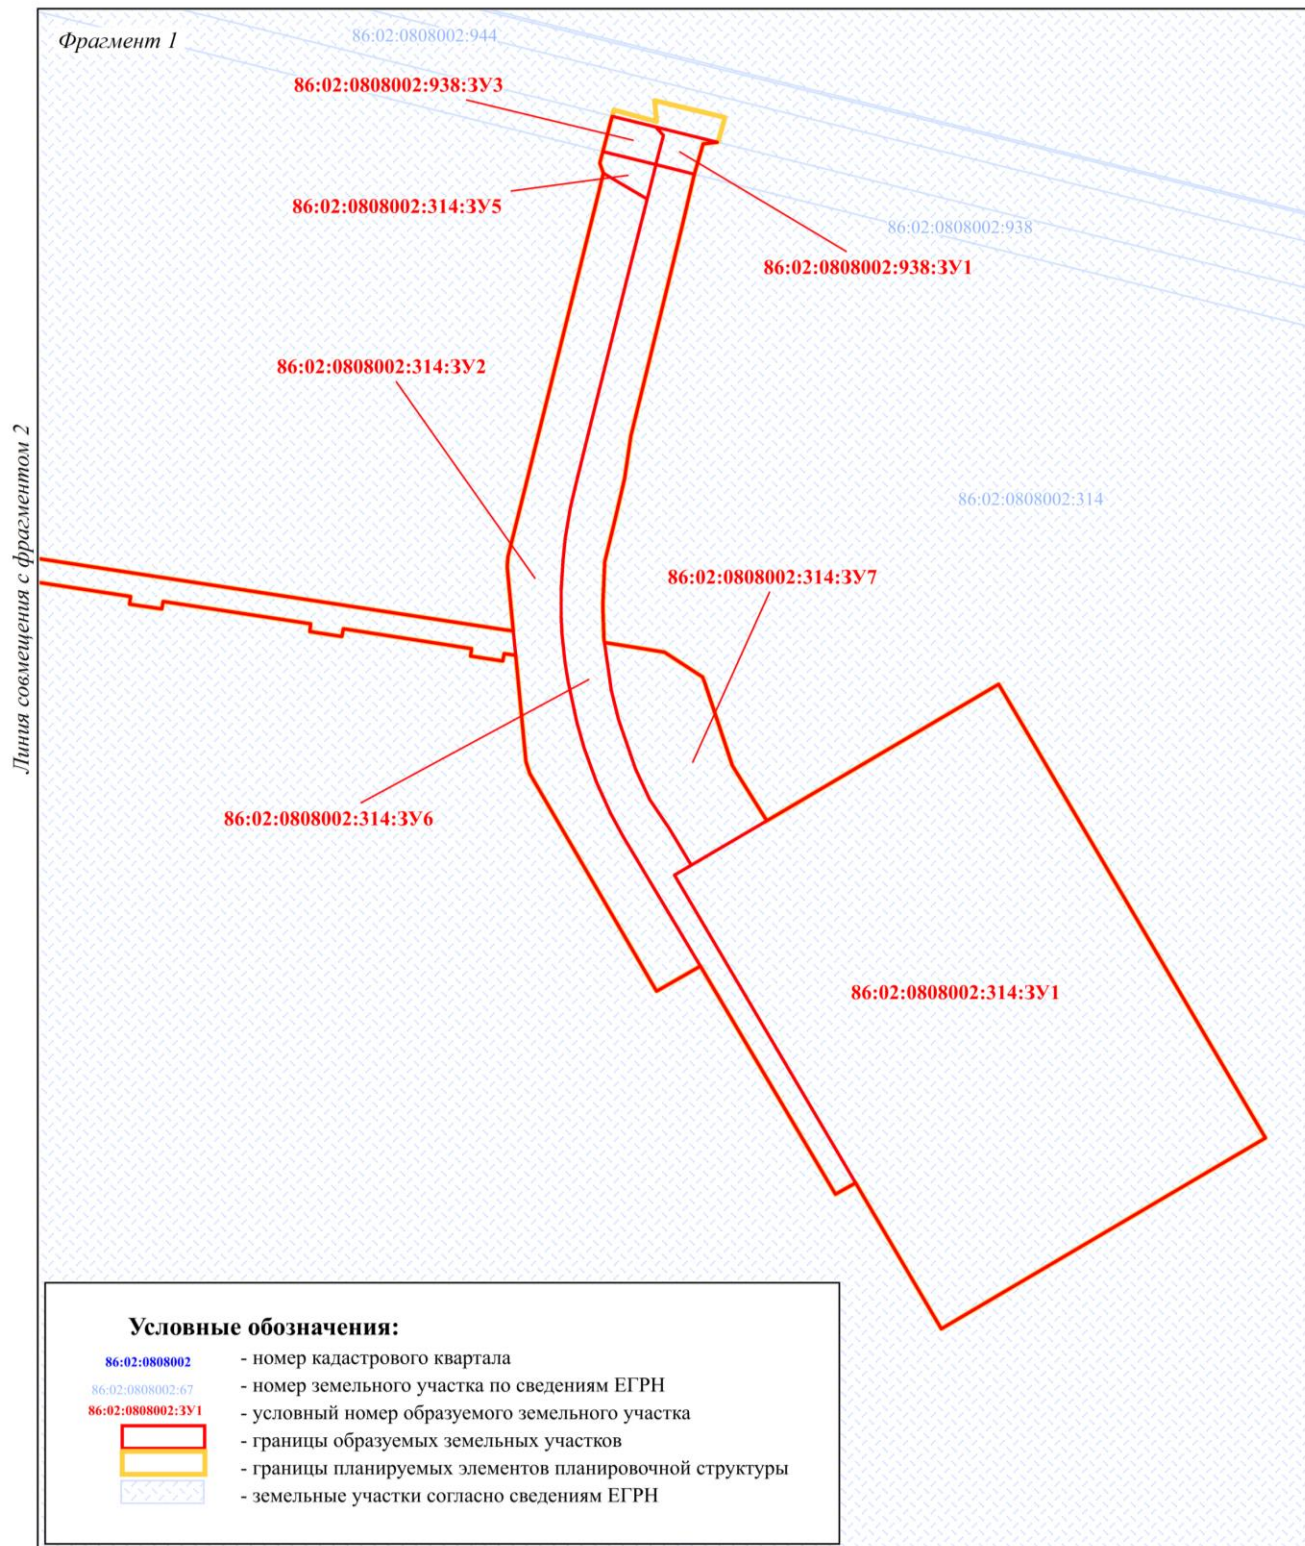 Фрагмент 1
86:02:0808002:944
86:02:0808002:938:ЗУ3
86:02:0808002:314:ЗУ5
86:02:0808002:938
86:02:0808002:938:ЗУ1
86:02:0808002:314:ЗУ2
Линия совмещения с фрагментом 2
86:02:0808002:314
86:02:0808002:314:ЗУ7
86:02:0808002:314:ЗУ6
86:02:0808002:314:ЗУ1
Условные обозначения:
86:02:0808002 - номер кадастрового квартала
86:02:0808002:67 - номер земельного участка по сведениям ЕГРН
86:02:0808002:ЗУ1 - условный номер образуемого земельного участка
- границы образуемых земельных участков
- границы планируемых элементов планировочной структуры
- земельные участки согласно сведениям ЕГРН